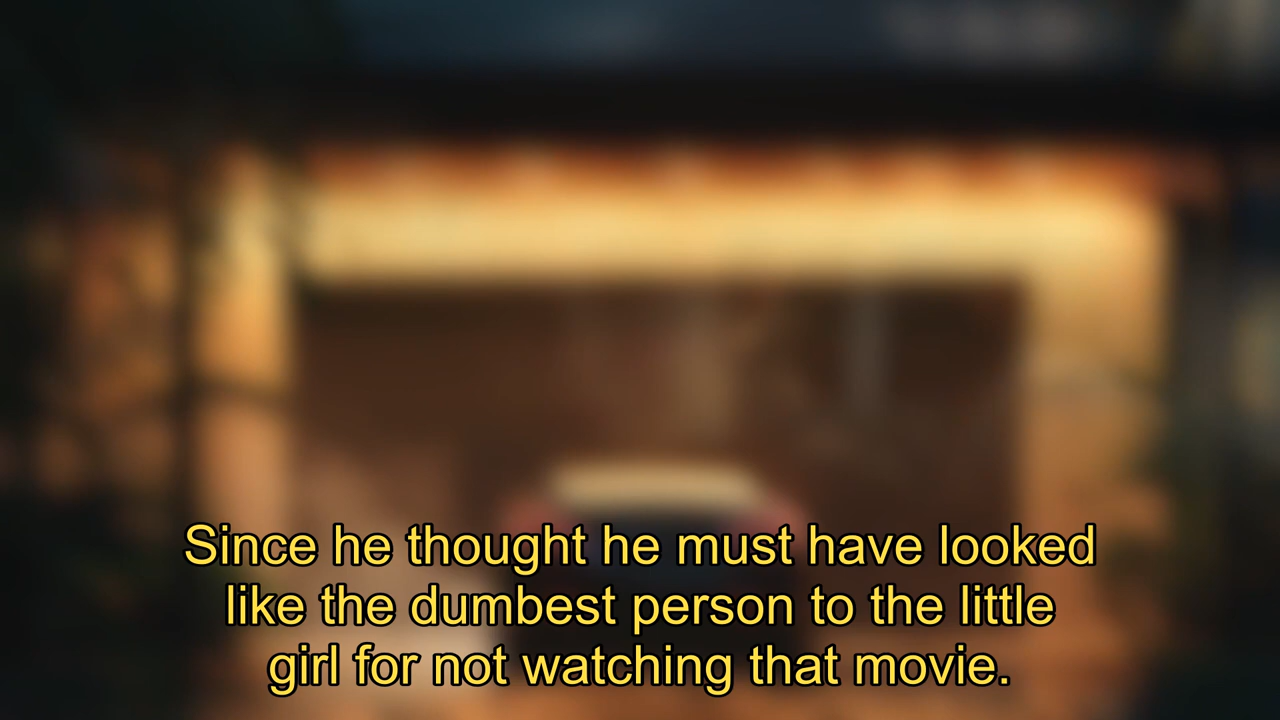 Since he thought he must have looked
like the dumbest person to the little
girl for not watching that movie.